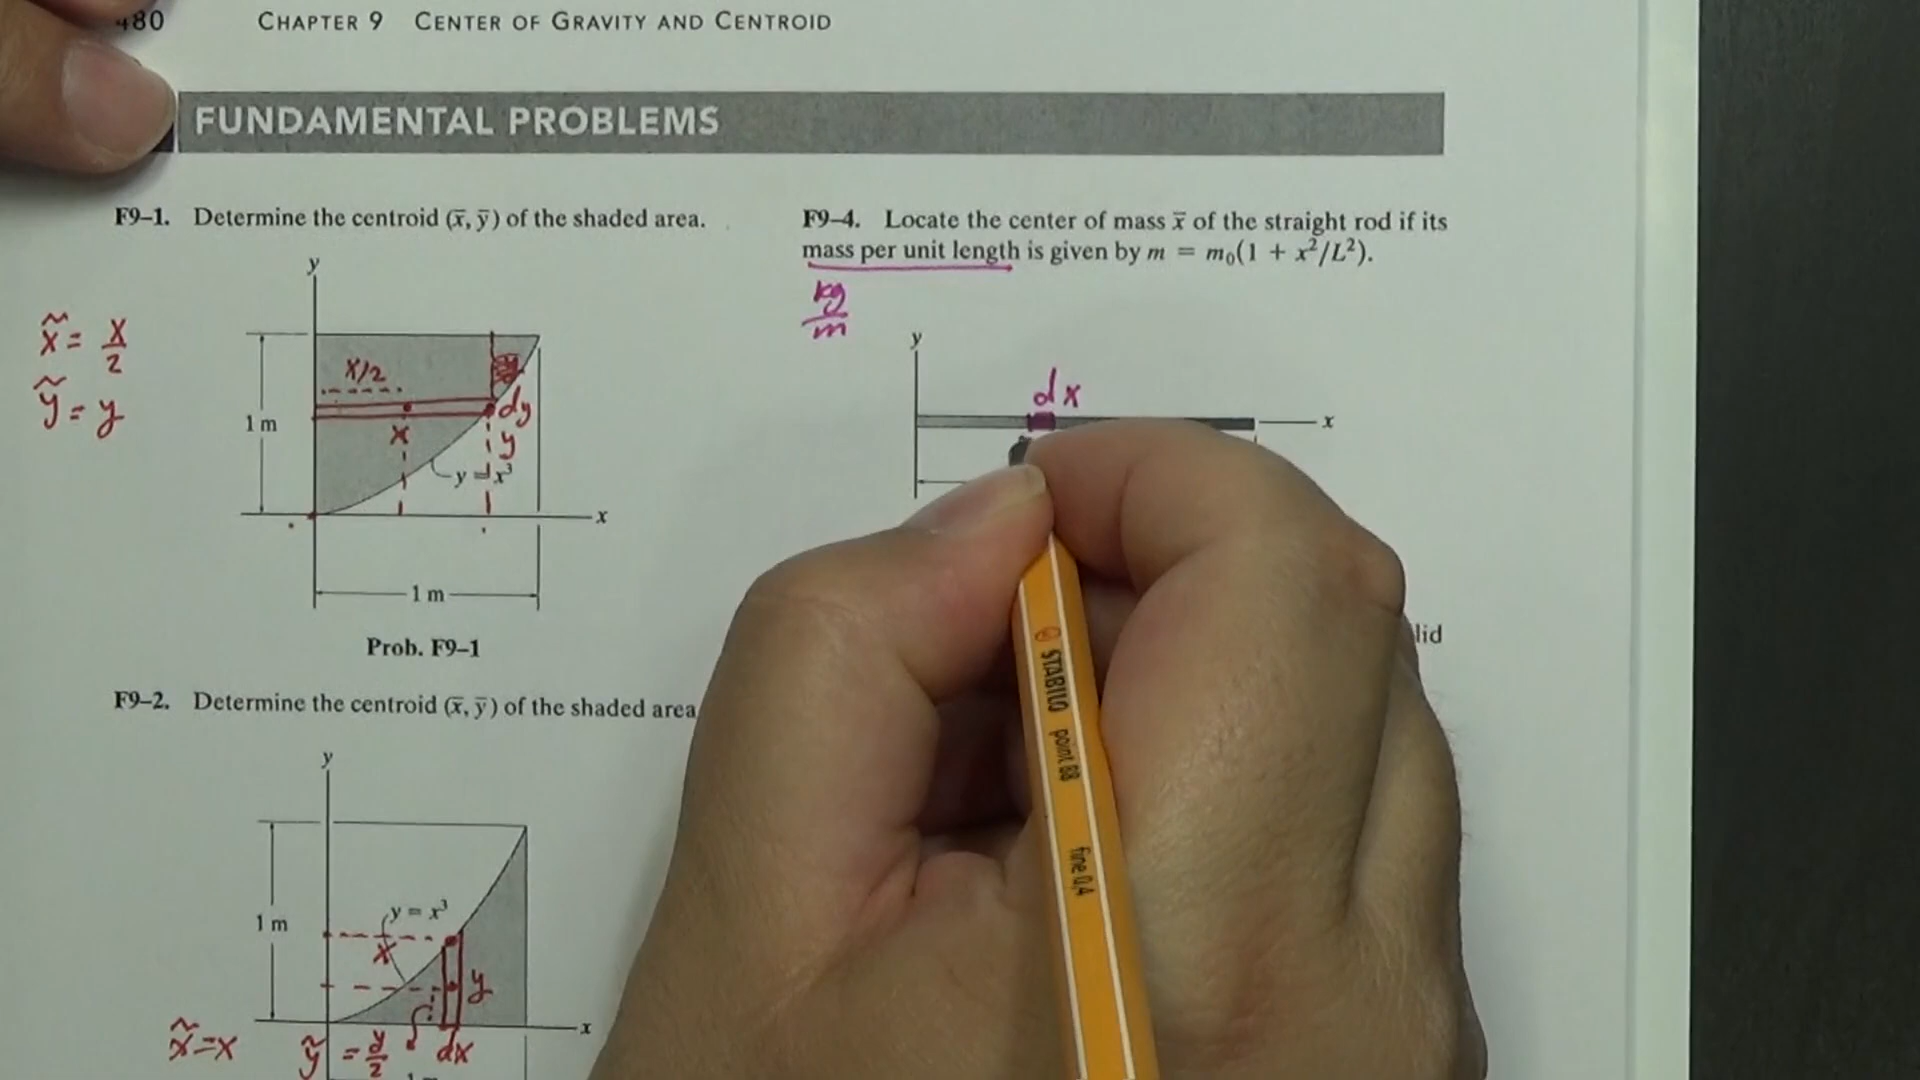 480 CHAPTER 9 CENTER OF GRAVITY AND CENTROID
FUNDAMENTAL PROBLEMS
F9–1. Determine the centroid (x̅, y̅) of the shaded area.
y
x̃ = x/2
ỹ = y
x/2
1 m
dy
x
y
y = x³
x
1 m
Prob. F9–1
F9–2. Determine the centroid (x̅, y̅) of the shaded area
y
y = x³
1 m
x
y
x
x̃ = x
ỹ = y/2
dx
F9–4. Locate the center of mass x̅ of the straight rod if its
mass per unit length is given by m = m₀(1 + x²/L²).
kg/m
y
dx
x
lid
STABILO point 88 fine 0,4